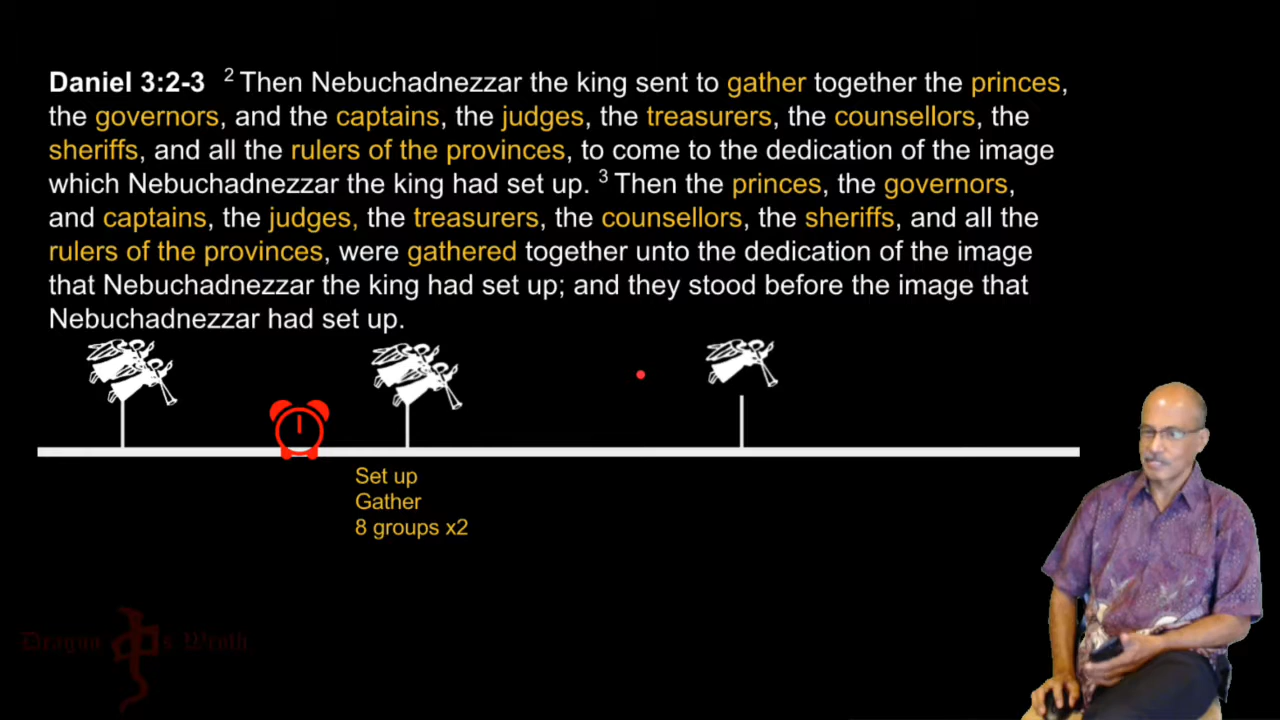 Daniel 3:2-3 2 Then Nebuchadnezzar the king sent to gather together the princes,
the governors, and the captains, the judges, the treasurers, the counsellors, the
sheriffs, and all the rulers of the provinces, to come to the dedication of the image
which Nebuchadnezzar the king had set up. 3 Then the princes, the governors,
and captains, the judges, the treasurers, the counsellors, the sheriffs, and all the
rulers of the provinces, were gathered together unto the dedication of the image
that Nebuchadnezzar the king had set up; and they stood before the image that
Nebuchadnezzar had set up.
Set up
Gather
8 groups x2
Dragon s Wroth